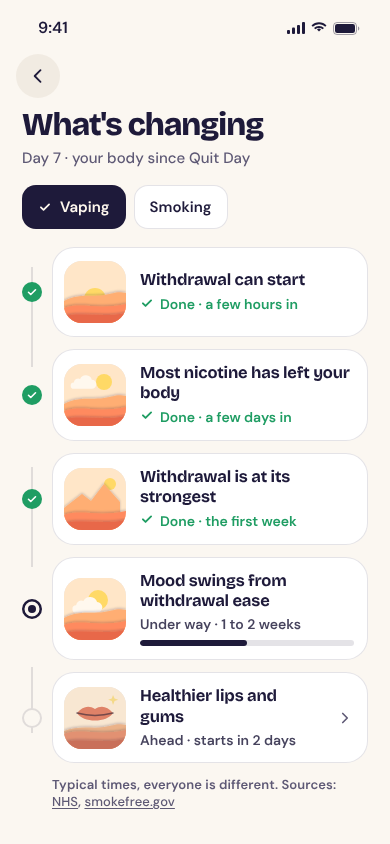 9:41
What's changing
Day 7 · your body since Quit Day
Vaping
Smoking
Withdrawal can start
Done · a few hours in
Most nicotine has left your
body
Done · a few days in
Withdrawal is at its
strongest
Done · the first week
Mood swings from
withdrawal ease
Under way · 1 to 2 weeks
Healthier lips and
gums
Ahead · starts in 2 days
Typical times, everyone is different. Sources:
NHS, smokefree.gov